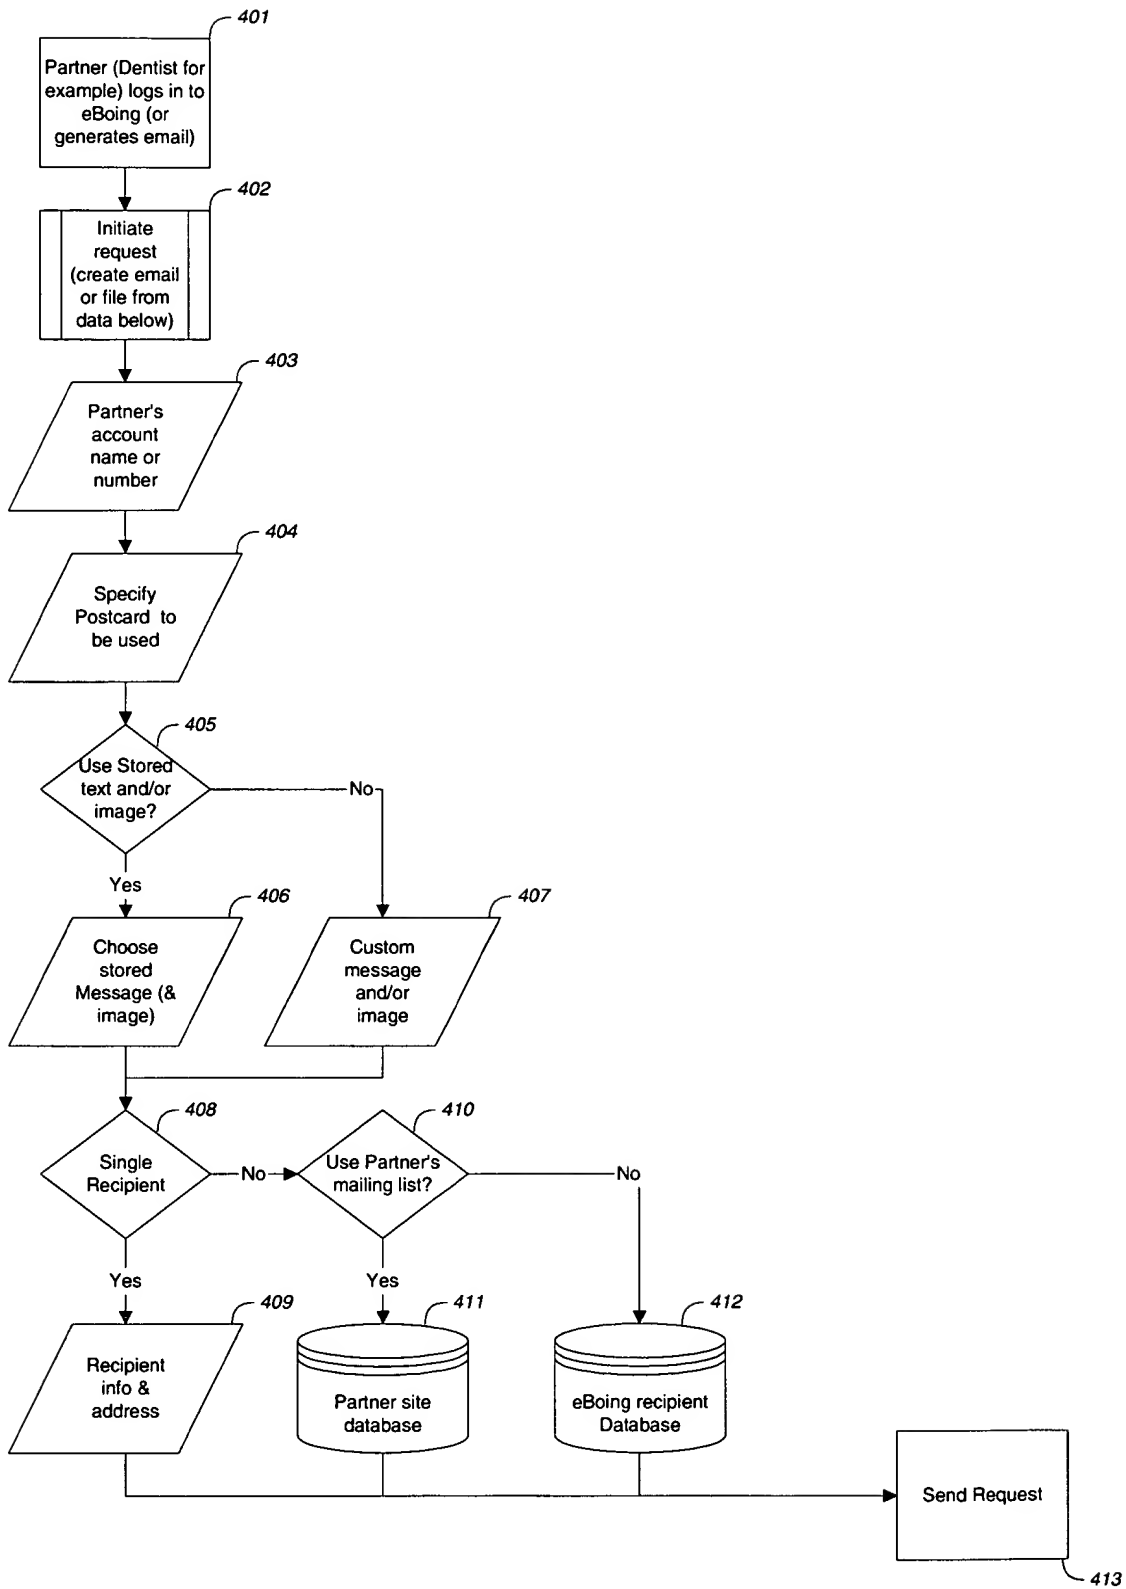 401
Partner (Dentist for
example) logs in to
eBoing (or
generates email)
402
Initiate
request
(create email
or file from
data below)
403
Partner's
account
name or
number
404
Specify
Postcard to
be used
405
Use Stored
text and/or
image?
No
Yes
406
Choose
stored
Message (&
image)
407
Custom
message
and/or
image
408
Single
Recipient
No
410
Use Partner's
mailing list?
No
Yes
Yes
409
Recipient
info &
address
411
Partner site
database
412
eBoing recipient
Database
Send Request
413